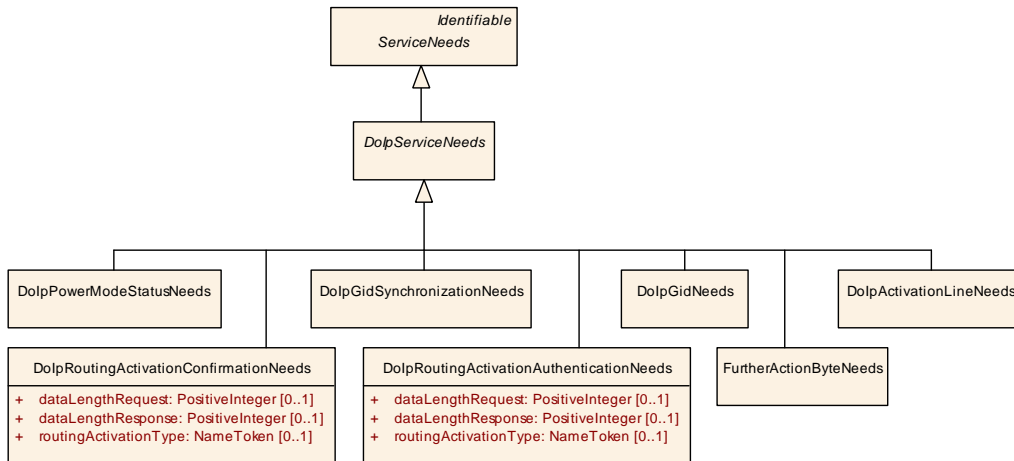 Identifiable
ServiceNeeds
DoIpServiceNeeds
DoIpPowerModeStatusNeeds
DoIpGidSynchronizationNeeds
DoIpGidNeeds
DoIpActivationLineNeeds
DoIpRoutingActivationConfirmationNeeds
+ dataLengthRequest: PositiveInteger [0..1]
+ dataLengthResponse: PositiveInteger [0..1]
+ routingActivationType: NameToken [0..1]
DoIpRoutingActivationAuthenticationNeeds
+ dataLengthRequest: PositiveInteger [0..1]
+ dataLengthResponse: PositiveInteger [0..1]
+ routingActivationType: NameToken [0..1]
FurtherActionByteNeeds